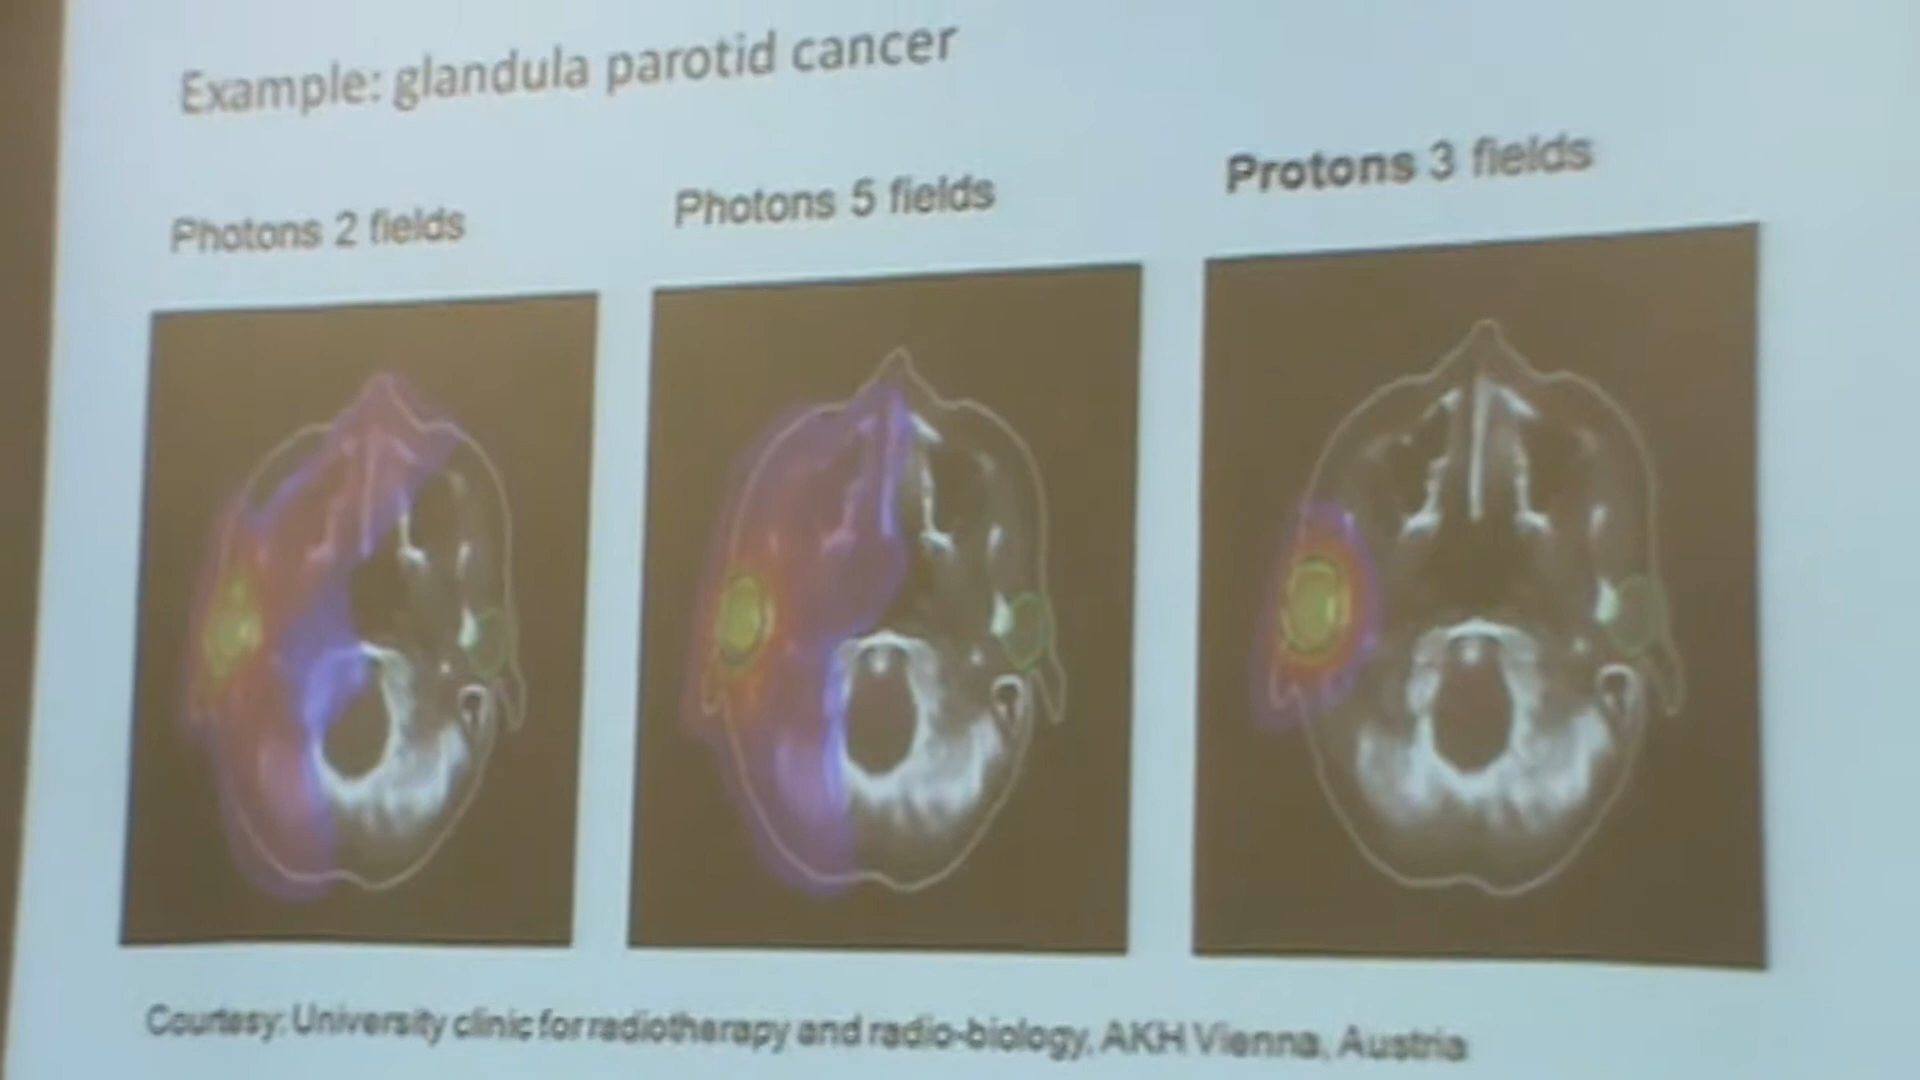 Example: glandula parotid cancer
Photons 2 fields
Photons 5 fields
Protons 3 fields
Courtesy: University clinic for radiotherapy and radio-biology, AKH Vienna, Austria